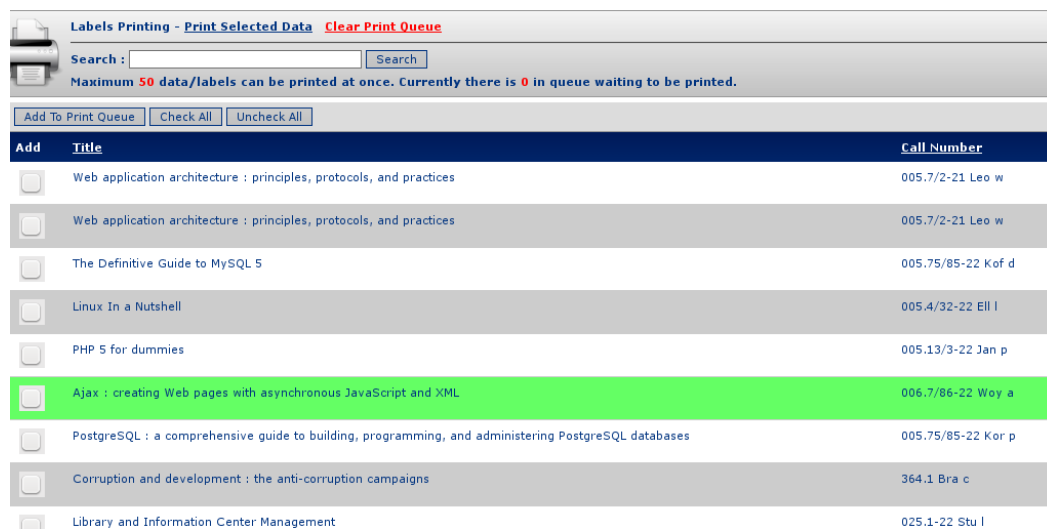 Labels Printing - Print Selected Data Clear Print Queue
Search : Search
Maximum 50 data/labels can be printed at once. Currently there is 0 in queue waiting to be printed.
Add To Print Queue Check All Uncheck All
Add Title Call Number
Web application architecture : principles, protocols, and practices 005.7/2-21 Leo w
Web application architecture : principles, protocols, and practices 005.7/2-21 Leo w
The Definitive Guide to MySQL 5 005.75/85-22 Kof d
Linux In a Nutshell 005.4/32-22 Ell l
PHP 5 for dummies 005.13/3-22 Jan p
Ajax : creating Web pages with asynchronous JavaScript and XML 006.7/86-22 Woy a
PostgreSQL : a comprehensive guide to building, programming, and administering PostgreSQL databases 005.75/85-22 Kor p
Corruption and development : the anti-corruption campaigns 364.1 Bra c
Library and Information Center Management 025.1-22 Stu l